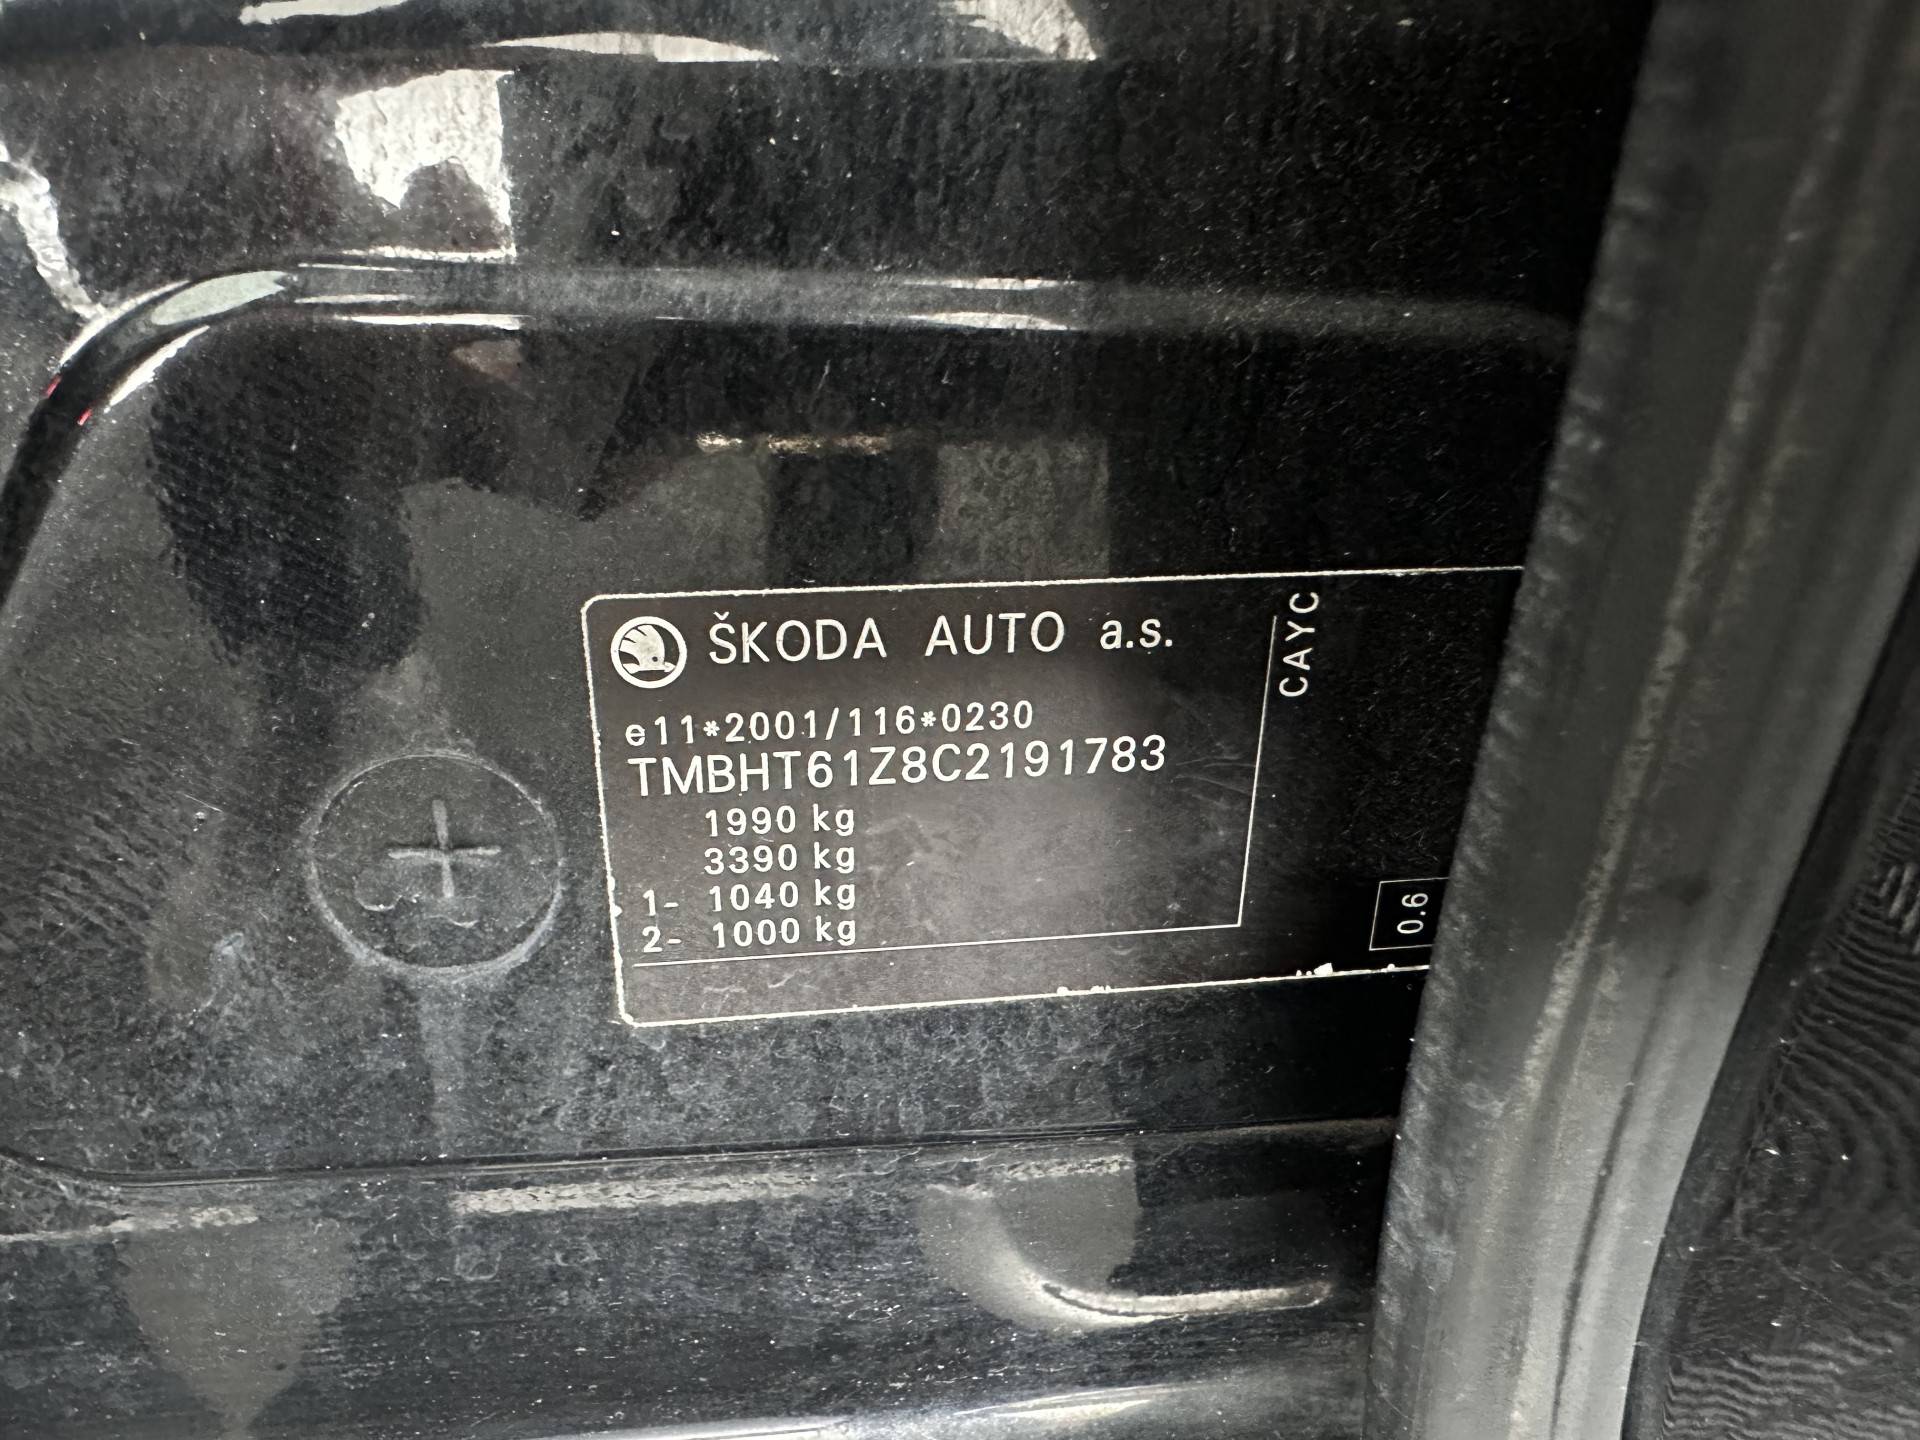 ŠKODA AUTO a.s.
e11*2001/116*0230
TMBHT61Z8C2191783
1990 kg
3390 kg
1- 1040 kg
2- 1000 kg
CAYC
0.6